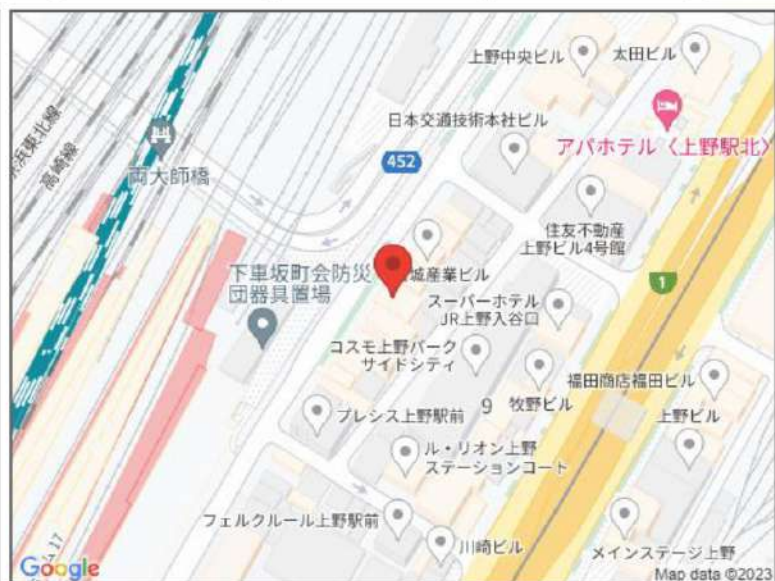 上野中央ビル
太田ビル
日本交通技術本社ビル
アパホテル〈上野駅北〉
高崎線
両大師橋
452
住友不動産
上野ビル4号館
城産業ビル
下車坂町会防災
団器具置場
スーパーホテル
JR上野入谷口
1
コスモ上野パーク
サイドシティ
福田商店福田ビル
プレシス上野駅前
9
牧野ビル
上野ビル
ル・リオン上野
ステーションコート
フェルクルール上野駅前
川崎ビル
メインステージ上野
17
Google
Map data ©2023